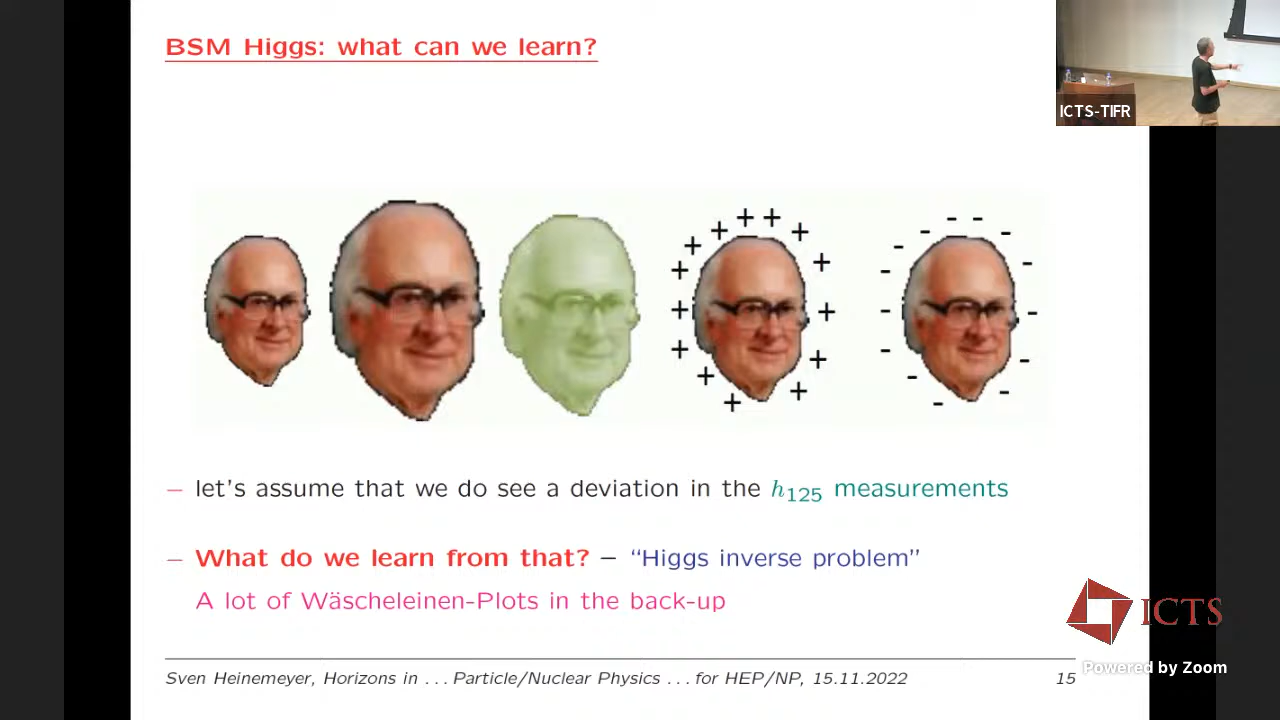 BSM Higgs: what can we learn?
ICTS-TIFR
+ + + + + + + + + + + + + + +
- - - - - - - - - - - - - - -
– let's assume that we do see a deviation in the h125 measurements
– What do we learn from that? – “Higgs inverse problem”
A lot of Wäscheleinen-Plots in the back-up
ICTS
Powered by Zoom
Sven Heinemeyer, Horizons in ... Particle/Nuclear Physics ... for HEP/NP, 15.11.2022 15